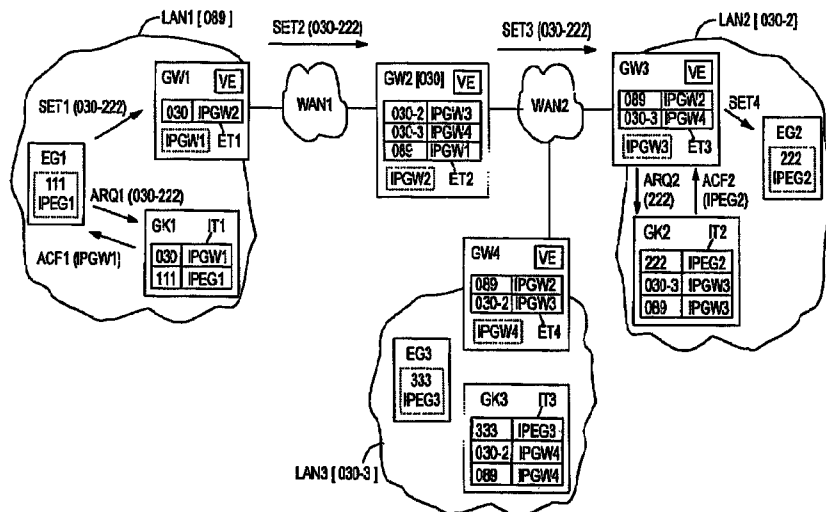 LAN1 [ 089 ]
SET2 (030-222)
SET3 (030-222)
LAN2 [030-2]
GW1
VE
030 IPGW2
IPGW1
ET1
WAN1
GW2 [030]
VE
030-2 IPGW3
030-3 IPGW4
089 IPGW1
IPGW2
ET2
WAN2
GW3
VE
089 IPGW2
030-3 IPGW4
IPGW3
ET3
SET4
EG2
222
IPEG2
SET1 (030-222)
EG1
111
IPEG1
ARQ1 (030-222)
ACF1 (IPGW1)
GK1
IT1
030 IPGW1
111 IPEG1
ARQ2
(222)
ACF2
(IPEG2)
GK2
IT2
222 IPEG2
030-3 IPGW3
089 IPGW3
GW4
VE
089 IPGW2
030-2 IPGW3
IPGW4
ET4
EG3
333
IPEG3
GK3
IT3
333 IPEG3
030-2 IPGW4
089 IPGW4
LAN3 [ 030-3 ]